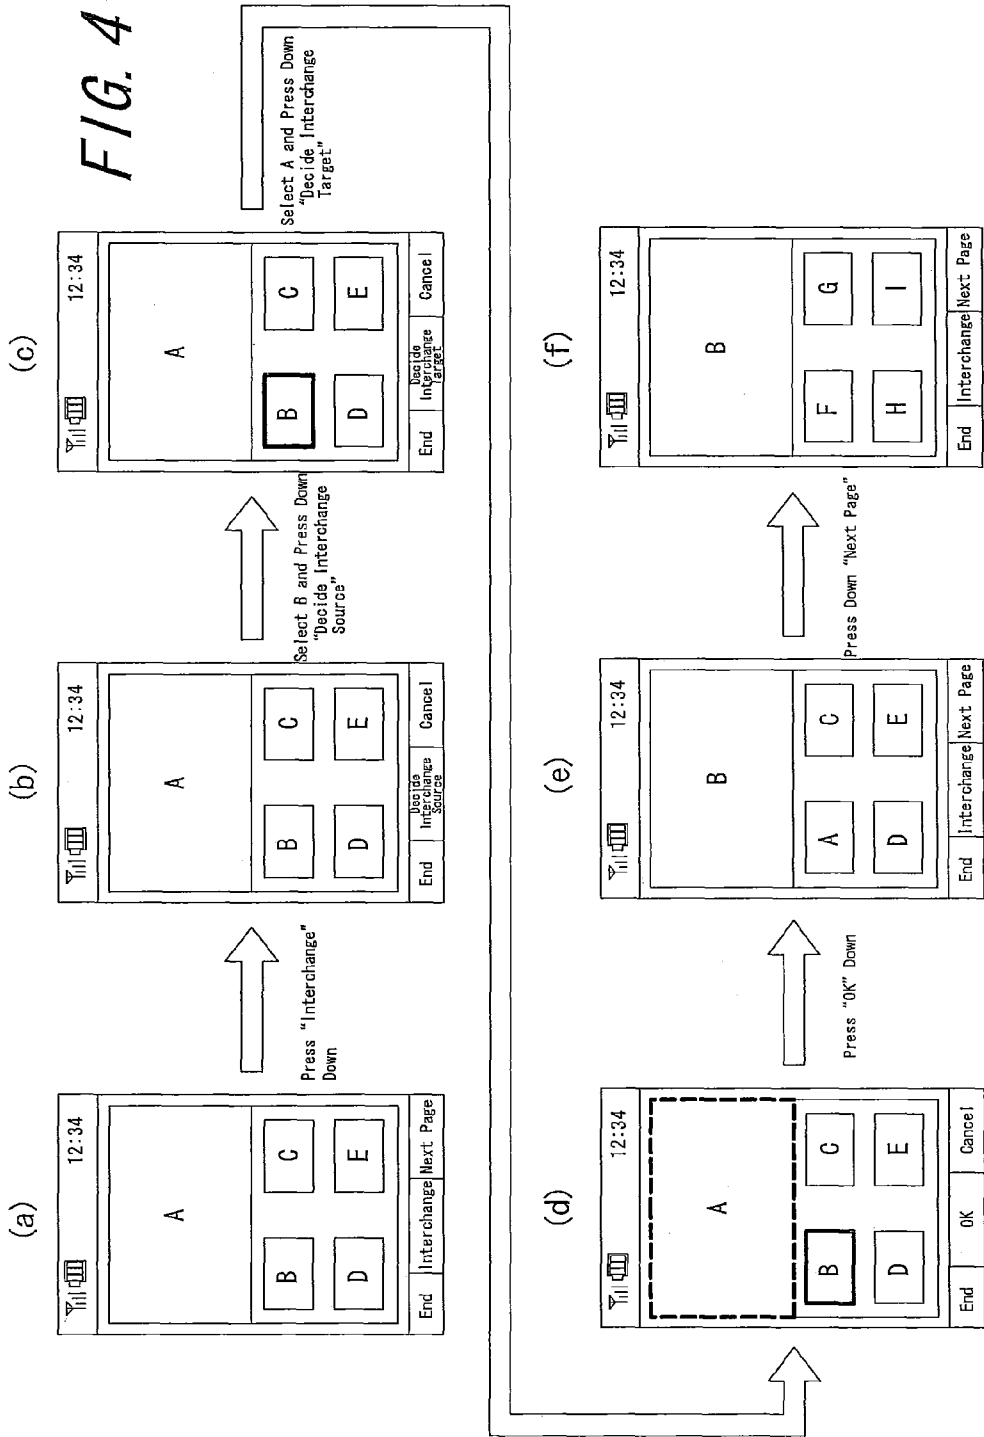 FIG. 4
(a)
12:34
A
B C
D E
End Interchange Next Page
Press "Interchange"
Down
(b)
12:34
A
B C
D E
End Decide Interchange Source Cancel
Select B and Press Down
"Decide Interchange
Source"
(c)
12:34
A
B C
D E
End Decide Interchange Target Cancel
Select A and Press Down
"Decide Interchange
Target"
(d)
12:34
A
B C
D E
End OK Cancel
Press "OK" Down
(e)
12:34
B
A C
D E
End Interchange Next Page
Press Down "Next Page"
(f)
12:34
B
F G
H I
End Interchange Next Page